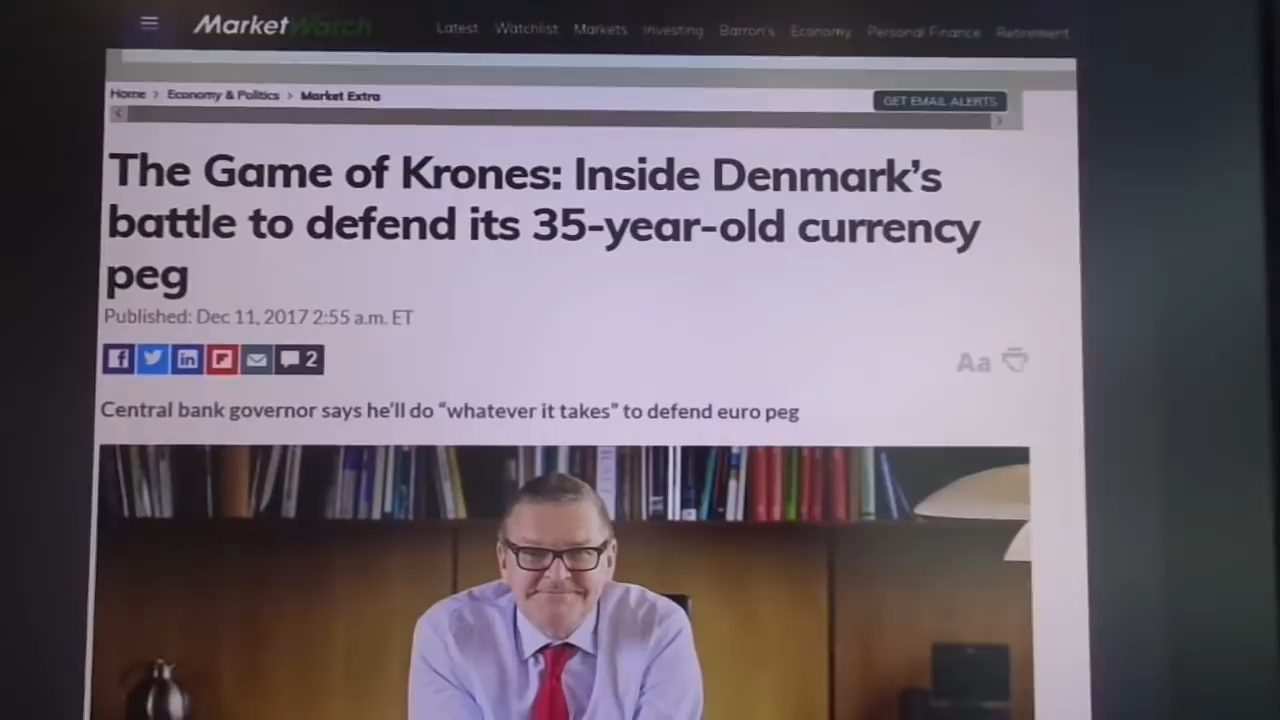 MarketWatch
Latest Watchlist Markets Investing Barron's Economy Personal Finance Retirement
Home > Economy & Politics > Market Extra
GET EMAIL ALERTS
The Game of Krones: Inside Denmark's
battle to defend its 35-year-old currency
peg
Published: Dec 11, 2017 2:55 a.m. ET
f in 2
Aa
Central bank governor says he'll do “whatever it takes” to defend euro peg